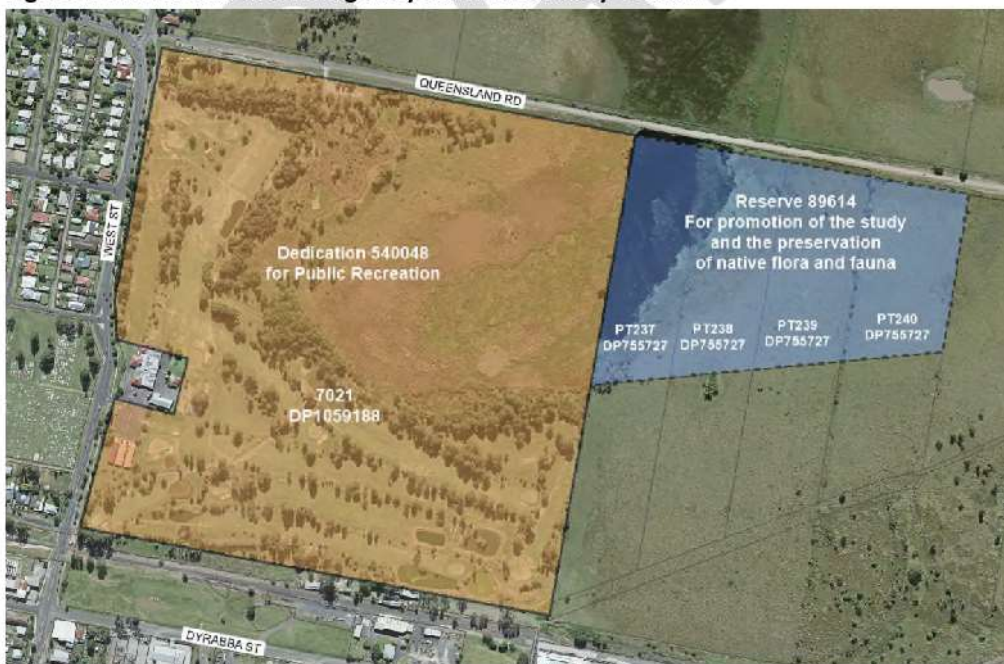 QUEENSLAND RD
WEST ST
Dedication 540048
for Public Recreation
Reserve 89614
For promotion of the study
and the preservation
of native flora and fauna
PT237
DP755727
PT238
DP755727
PT239
DP755727
PT240
DP755727
7021
DP1059188
DYRABBA ST